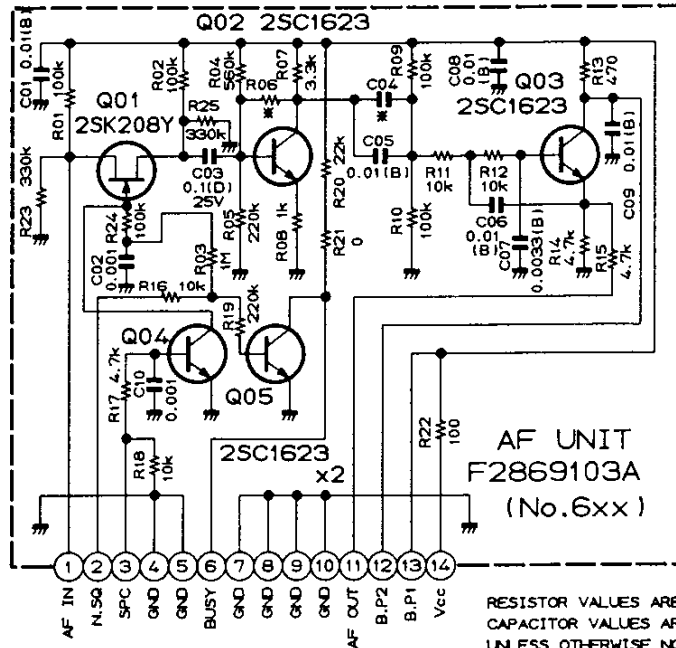 Q02 2SC1623
C01 0.01(B)
100k
R01
Q01
2SK208Y
R02
100k
R04
560k
R07
3.3k
R06
*
R25
330k
R09
100k
C04
*
C08
0.01
(B)
Q03
2SC1623
R13
470
0.01(B)
C09
330k
R23
C03
0.1(D)
25V
C05
0.01(B)
22k
R20
R21
0
R11
10k
R12
10k
R24
100k
C02
0.001
R03
1M
R05
220k
R08 1k
R10
100k
C06
0.01
(B)
C07
0.0033(B)
R14
4.7k
R15
4.7k
R16 10k
R19
220k
Q04
R17 4.7k
C10
0.001
Q05
2SC1623
x2
R18
10k
R22
100
AF UNIT
F2869103A
(No.6xx)
1 2 3 4 5 6 7 8 9 10 11 12 13 14
AF IN
N.SQ
SPC
GND
GND
BUSY
GND
GND
GND
GND
AF OUT
B.P2
B.P1
Vcc
RESISTOR VALUES ARE
CAPACITOR VALUES AR
UNLESS OTHERWISE NO